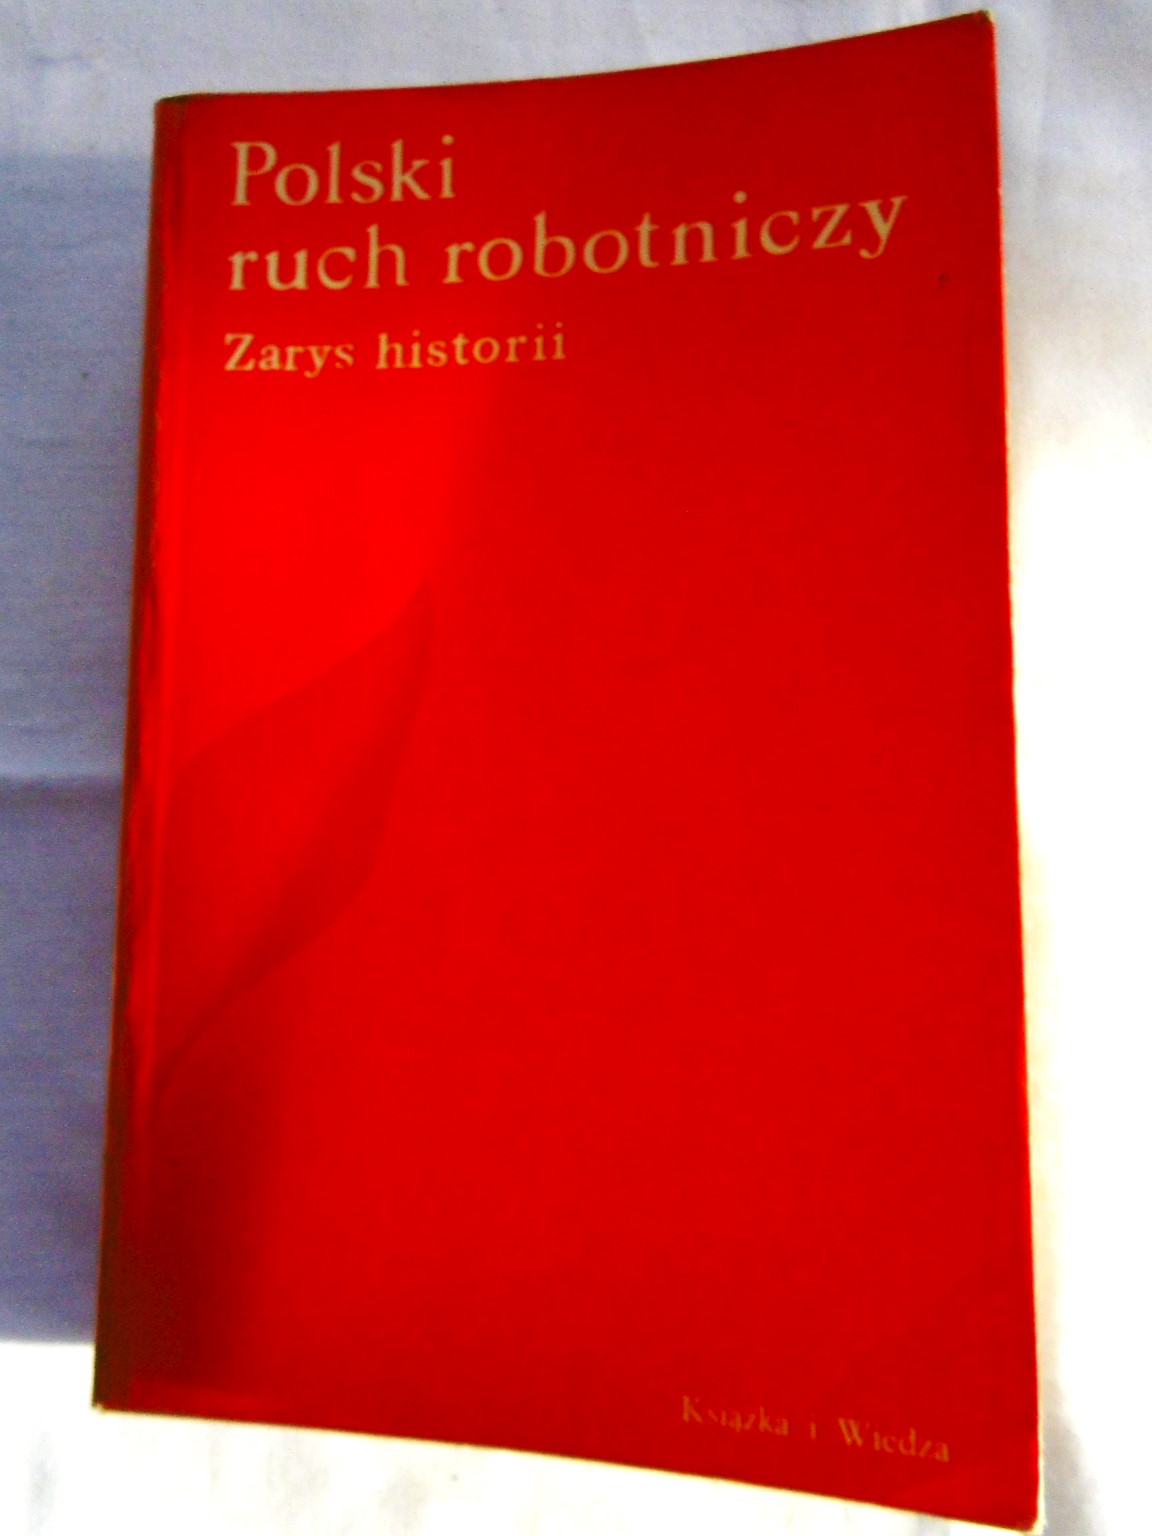 Polski
ruch robotniczy
Zarys historii
Książka i Wiedza